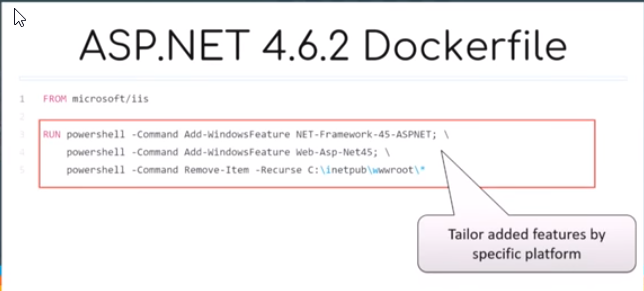 ASP.NET 4.6.2 Dockerfile
1 FROM microsoft/iis
2
3 RUN powershell -Command Add-WindowsFeature NET-Framework-45-ASPNET; \
4 powershell -Command Add-WindowsFeature Web-Asp-Net45; \
5 powershell -Command Remove-Item -Recurse C:\inetpub\wwwroot\*
Tailor added features by
specific platform